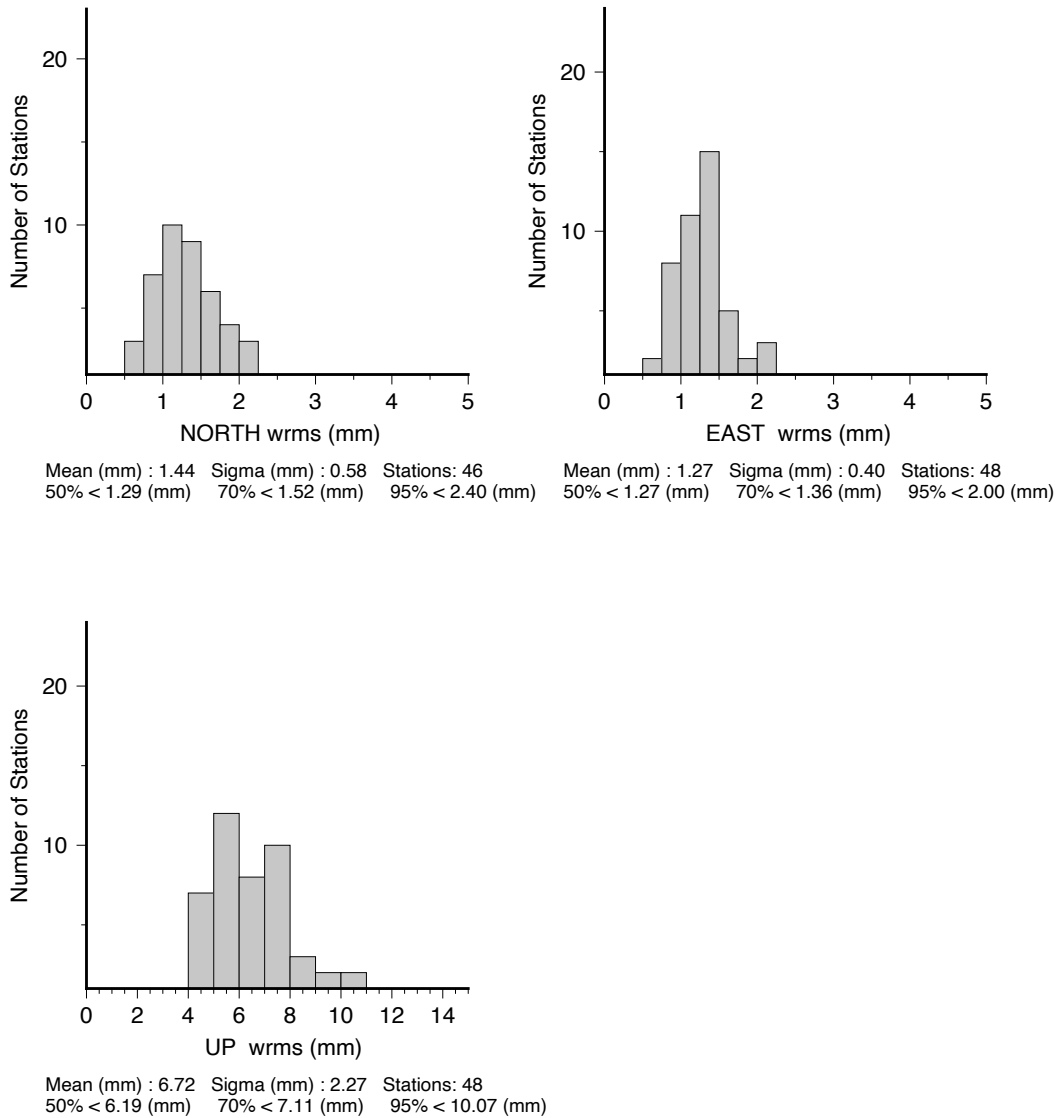 20
10
Number of Stations
0 1 2 3 4 5
NORTH wrms (mm)
Mean (mm) : 1.44 Sigma (mm) : 0.58 Stations: 46
50% < 1.29 (mm) 70% < 1.52 (mm) 95% < 2.40 (mm)
20
10
Number of Stations
0 1 2 3 4 5
EAST wrms (mm)
Mean (mm) : 1.27 Sigma (mm) : 0.40 Stations: 48
50% < 1.27 (mm) 70% < 1.36 (mm) 95% < 2.00 (mm)
20
10
Number of Stations
0 2 4 6 8 10 12 14
UP wrms (mm)
Mean (mm) : 6.72 Sigma (mm) : 2.27 Stations: 48
50% < 6.19 (mm) 70% < 7.11 (mm) 95% < 10.07 (mm)